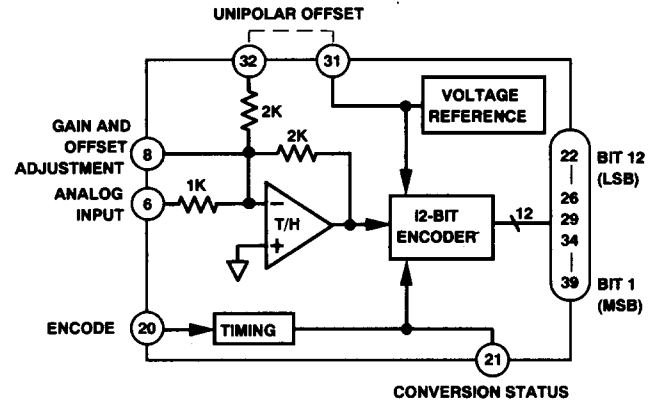 UNIPOLAR OFFSET
32
31
2K
VOLTAGE
REFERENCE
GAIN AND
OFFSET
ADJUSTMENT
8
2K
22
BIT 12
(LSB)
ANALOG
INPUT
6
1K
26
T/H
12-BIT
ENCODER
12
29
34
39
BIT 1
(MSB)
ENCODE
20
TIMING
21
CONVERSION STATUS